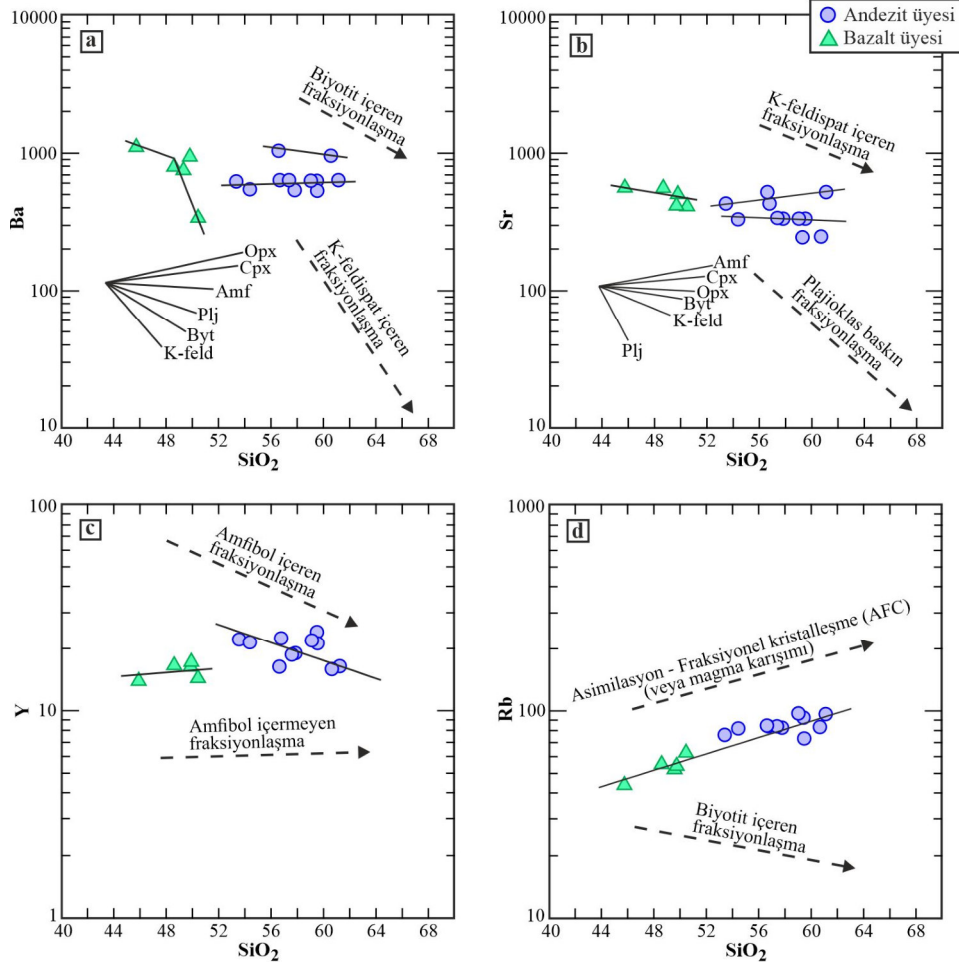 Andezit üyesi
Bazalt üyesi
a
10000
1000
100
10
Ba
Biyotit içeren
fraksiyonlaşma
K-feldispat içeren
fraksiyonlaşma
Opx
Cpx
Amf
Plj
Byt
K-feld
40 44 48 52 56 60 64 68
SiO2
b
10000
1000
100
10
Sr
K-feldispat içeren
fraksiyonlaşma
Plajioklas baskın
fraksiyonlaşma
Amf
Cpx
Opx
Byt
K-feld
Plj
40 44 48 52 56 60 64 68
SiO2
c
100
10
1
Y
Amfibol içeren
fraksiyonlaşma
Amfibol içermeyen
fraksiyonlaşma
40 44 48 52 56 60 64 68
SiO2
d
1000
100
10
Rb
Asimilasyon - Fraksiyonel kristalleşme (AFC)
(veya magma karışımı)
Biyotit içeren
fraksiyonlaşma
40 44 48 52 56 60 64 68
SiO2